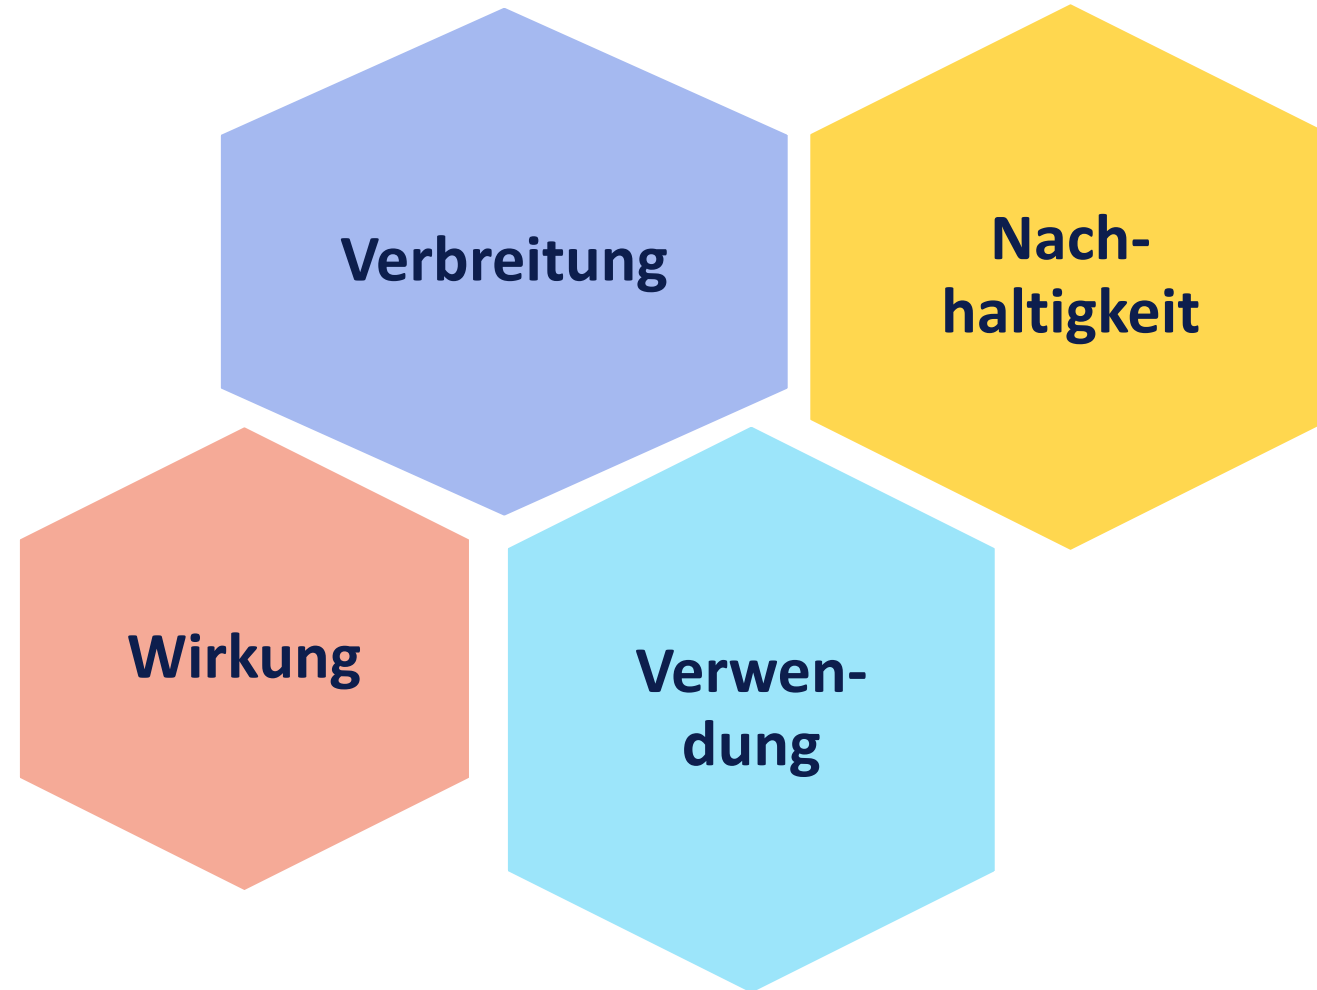 Verbreitung
Nach-
haltigkeit
Wirkung
Verwen-
dung